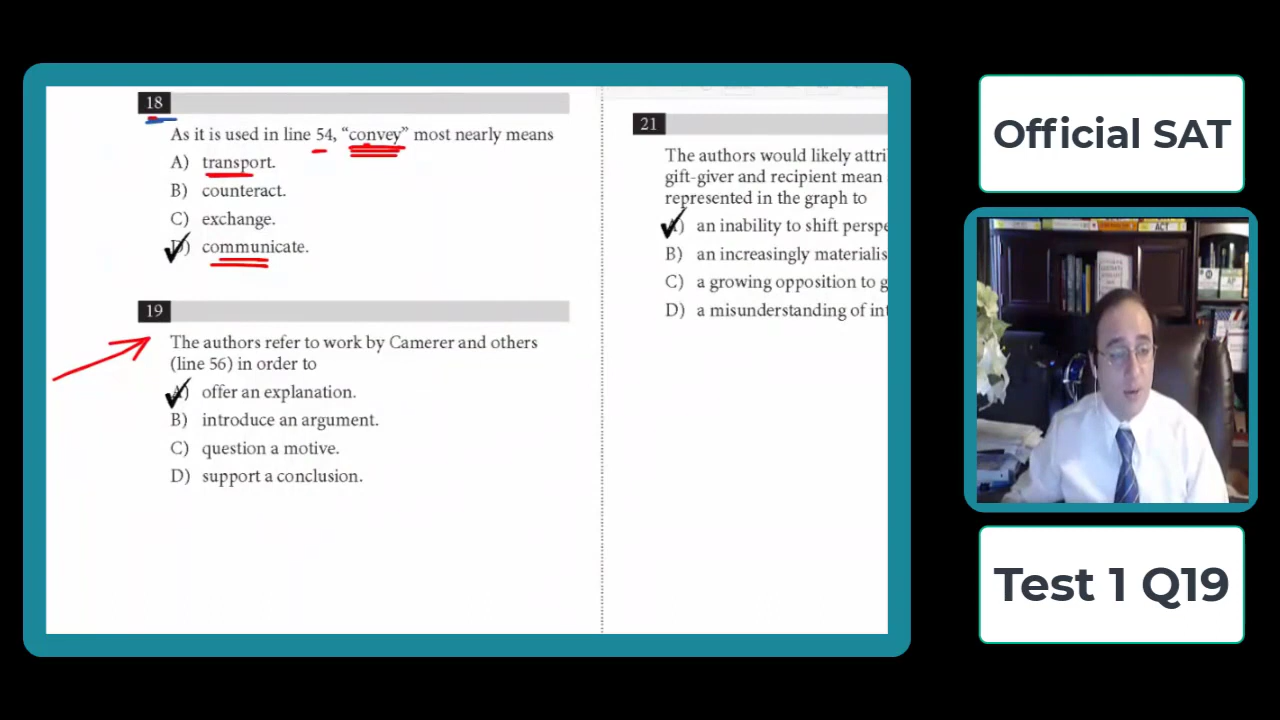 18
As it is used in line 54, “convey” most nearly means
A) transport.
B) counteract.
C) exchange.
D) communicate.
19
The authors refer to work by Camerer and others
(line 56) in order to
A) offer an explanation.
B) introduce an argument.
C) question a motive.
D) support a conclusion.
21
The authors would likely attri
gift-giver and recipient mean
represented in the graph to
A) an inability to shift perspe
B) an increasingly materialis
C) a growing opposition to g
D) a misunderstanding of int
Official SAT
ACT
Test 1 Q19